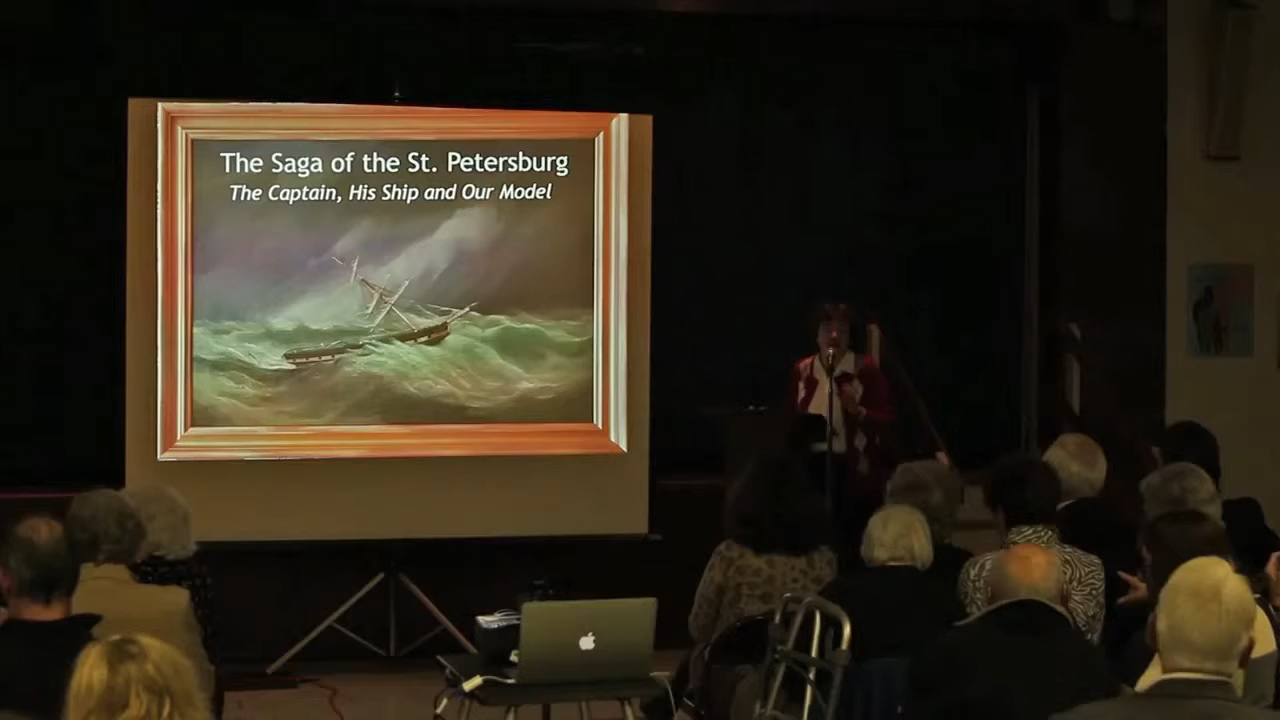 The Saga of the St. Petersburg
The Captain, His Ship and Our Model